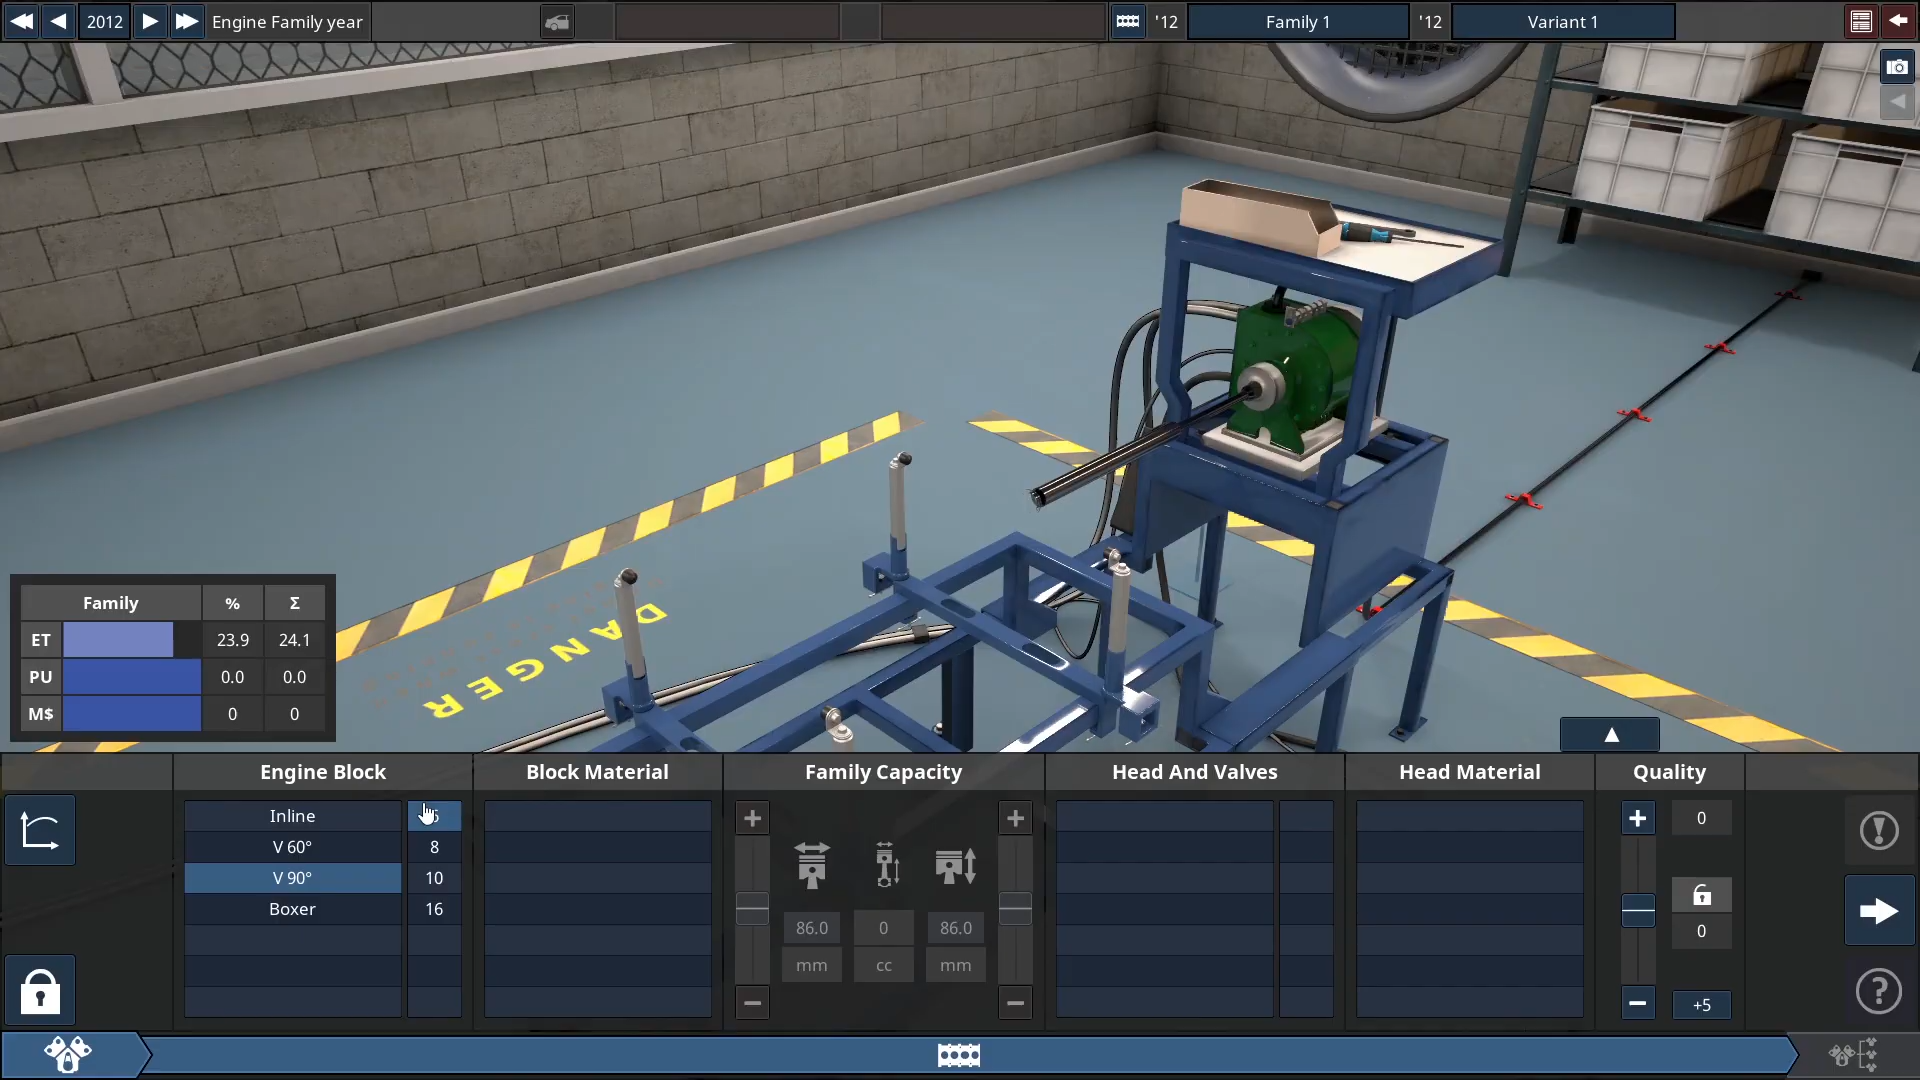 2012 Engine Family year '12 Family 1 '12 Variant 1
DANGER
Family % Σ
ET 23.9 24.1
PU 0.0 0.0
M$ 0 0
Engine Block Block Material Family Capacity Head And Valves Head Material Quality
Inline
V 60° 8
V 90° 10
Boxer 16
86.0 0 86.0
mm cc mm
0
0
+5